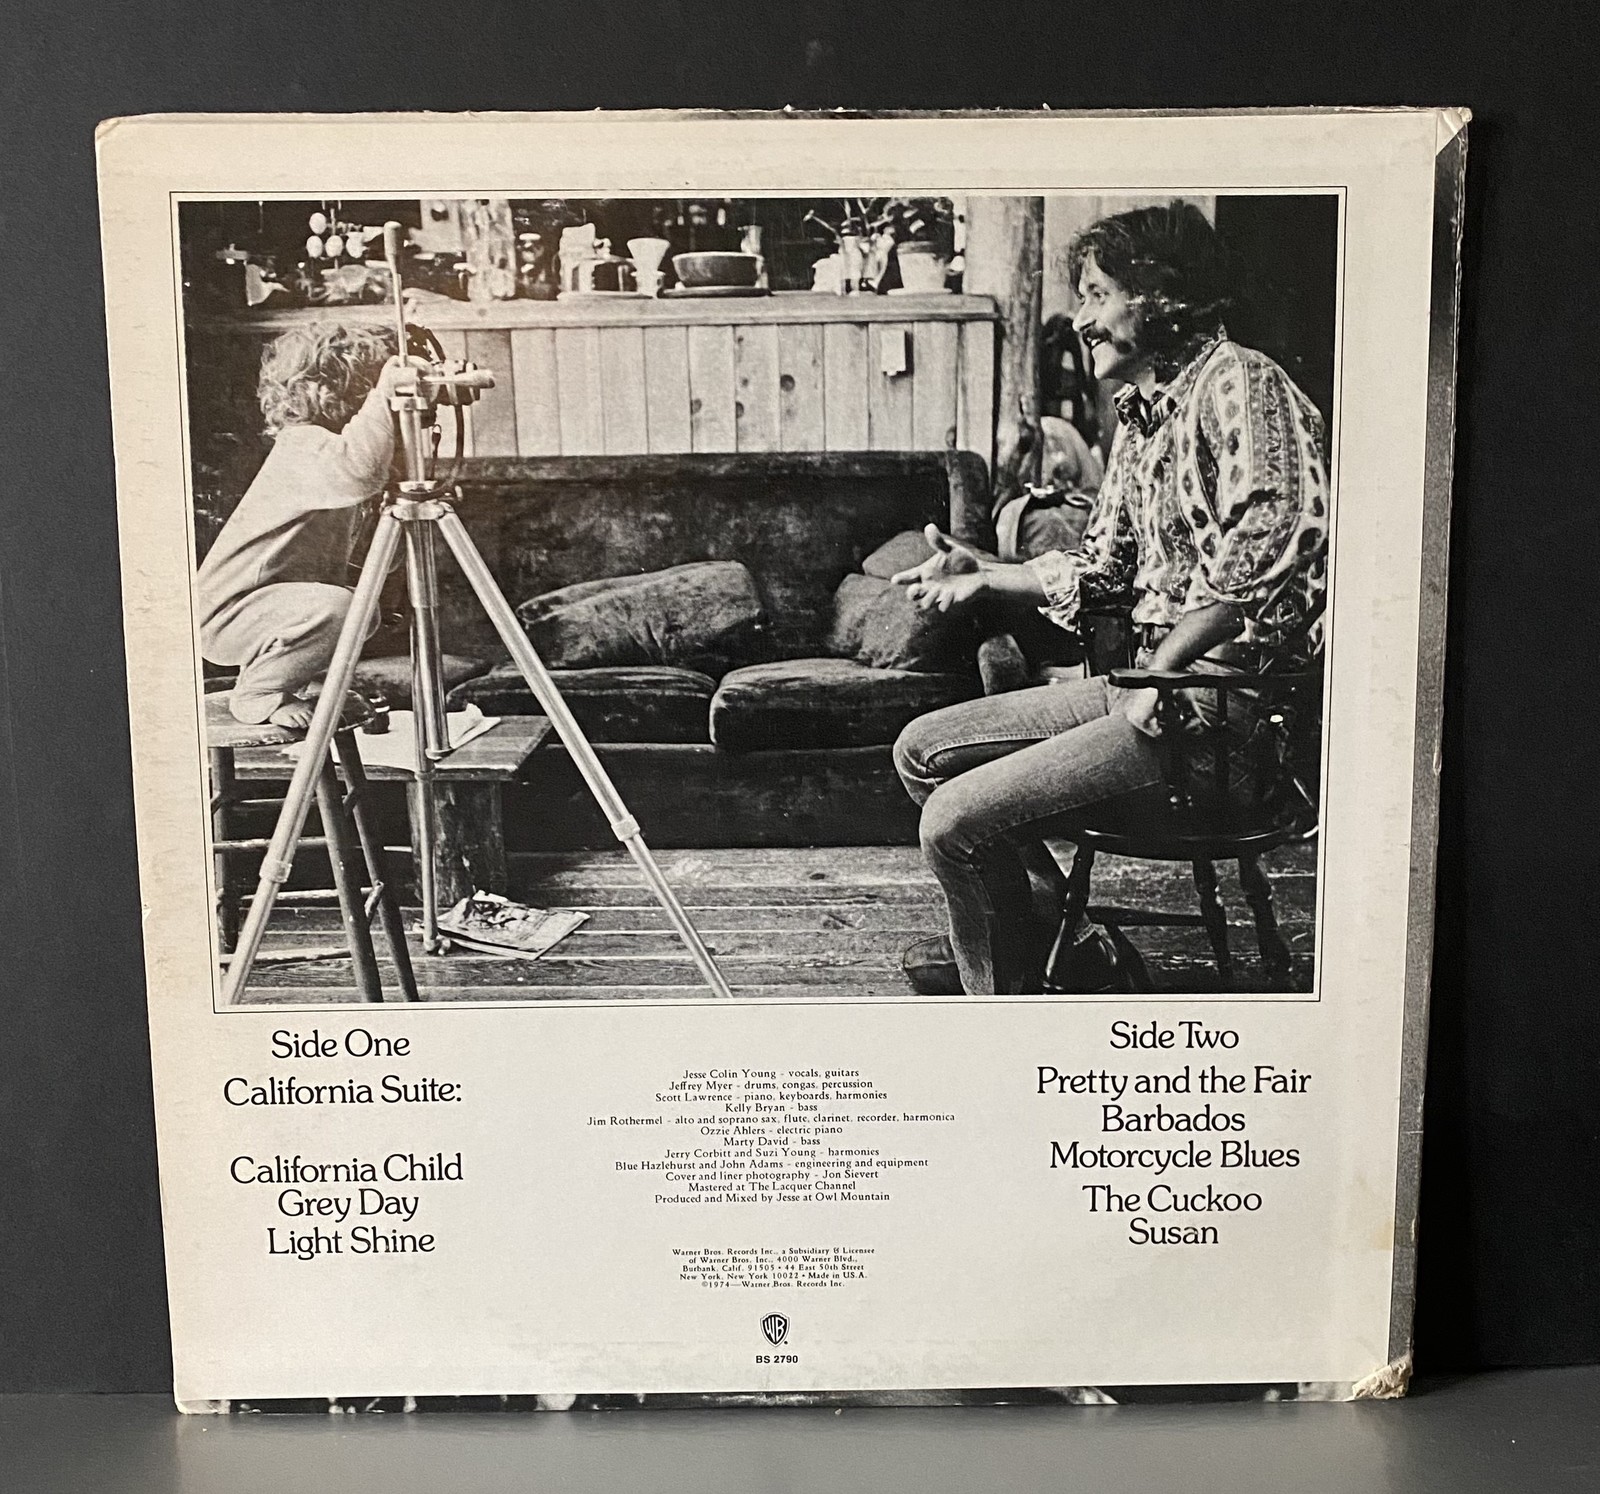 Side One
California Suite:
California Child
Grey Day
Light Shine
Jesse Colin Young - vocals, guitars
Jeffrey Myer - drums, congas, percussion
Scott Lawrence - piano, keyboards, harmonies
Kelly Bryan - bass
Jim Rothermel - alto and soprano sax, flute, clarinet, recorder, harmonica
Ozzie Ahlers - electric piano
Marty David - bass
Jerry Corbitt and Suzi Young - harmonies
Blue Hazlehurst and John Adams - engineering and equipment
Cover and liner photography - Jon Sievert
Mastered at The Lacquer Channel
Produced and Mixed by Jesse at Owl Mountain
Side Two
Pretty and the Fair
Barbados
Motorcycle Blues
The Cuckoo
Susan
Warner Bros. Records Inc., a Subsidiary & Licensee
of Warner Bros. Inc., 4000 Warner Blvd.,
Burbank, Calif. 91505 • 44 East 50th Street
New York, New York 10022 • Made in U.S.A.
©1974—Warner Bros. Records Inc.
WB
BS 2790